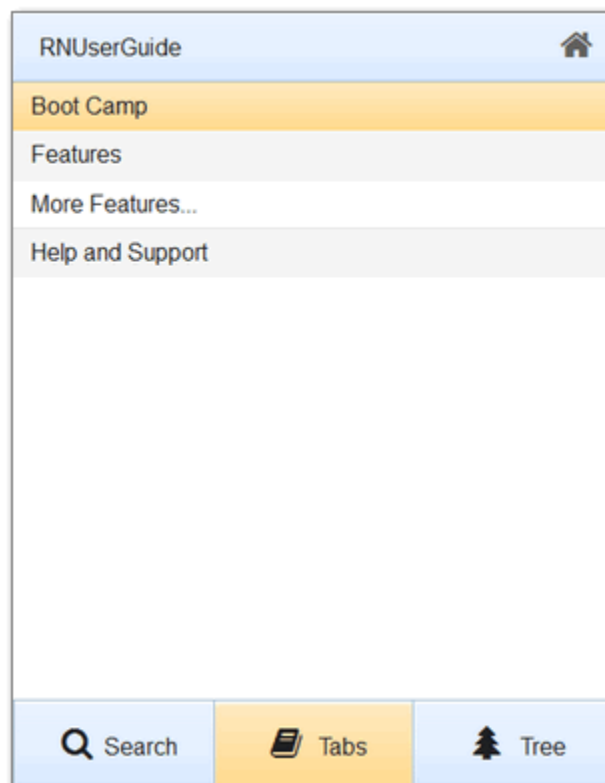 RNUserGuide
Boot Camp
Features
More Features...
Help and Support
Search Tabs Tree